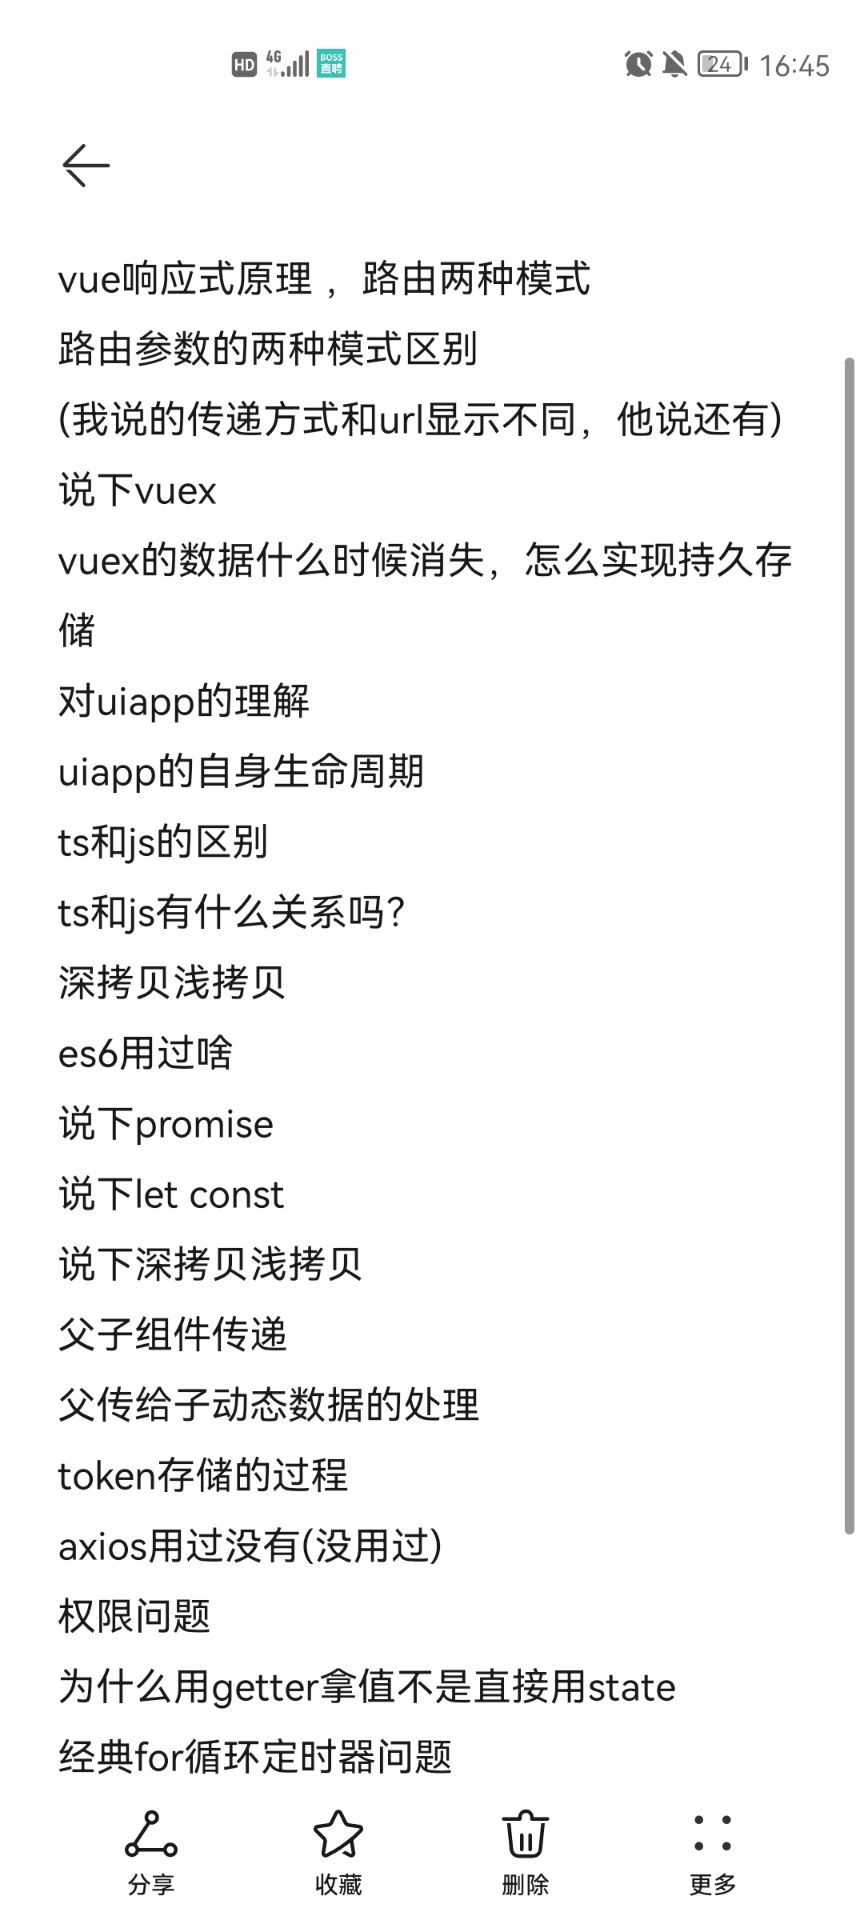 HD 4G BOSS直聘 24 16:45
vue响应式原理 ，路由两种模式
路由参数的两种模式区别
(我说的传递方式和url显示不同，他说还有)
说下vuex
vuex的数据什么时候消失，怎么实现持久存
储
对uiapp的理解
uiapp的自身生命周期
ts和js的区别
ts和js有什么关系吗?
深拷贝浅拷贝
es6用过啥
说下promise
说下let const
说下深拷贝浅拷贝
父子组件传递
父传给子动态数据的处理
token存储的过程
axios用过没有(没用过)
权限问题
为什么用getter拿值不是直接用state
经典for循环定时器问题
分享 收藏 删除 更多